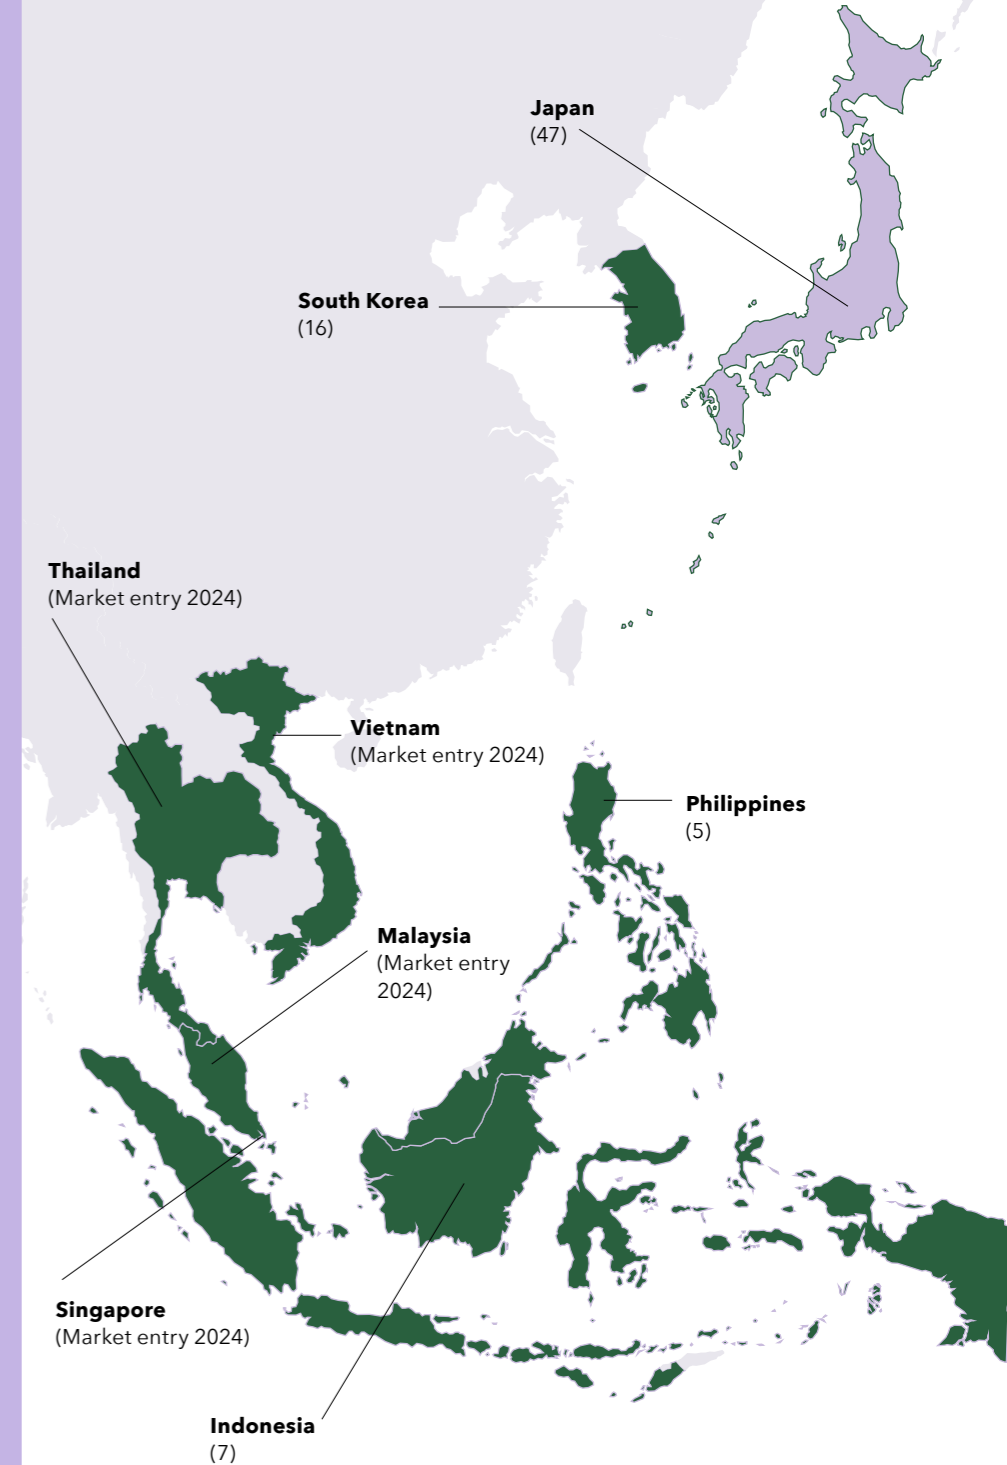 Japan
(47)
South Korea
(16)
Thailand
(Market entry 2024)
Vietnam
(Market entry 2024)
Philippines
(5)
Malaysia
(Market entry
2024)
Singapore
(Market entry 2024)
Indonesia
(7)